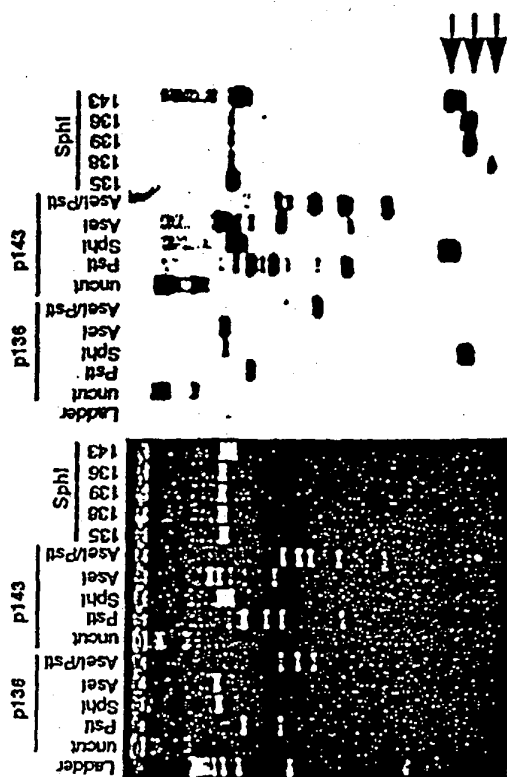 SphI
143
136
139
138
135
p143
AseI/PstI
AseI
SphI
PstI
uncut
p136
AseI/PstI
AseI
SphI
PstI
uncut
Ladder
SphI
143
136
139
138
135
p143
AseI/PstI
AseI
SphI
PstI
uncut
p136
AseI/PstI
AseI
SphI
PstI
uncut
Ladder